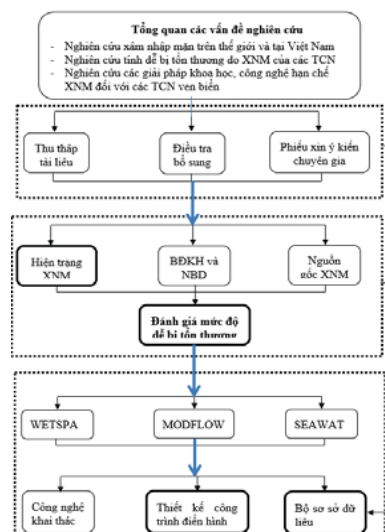 Tổng quan các vấn đề nghiên cứu
- Nghiên cứu xâm nhập mặn trên thế giới và tại Việt Nam
- Nghiên cứu tính dễ bị tổn thương do XNM của các TCN
- Nghiên cứu các giải pháp khoa học, công nghệ hạn chế
XNM đối với các TCN ven biển
Thu thập
tài liệu
Điều tra
bổ sung
Phiếu xin ý kiến
chuyên gia
Hiện trạng
XNM
BĐKH và
NBD
Nguồn
gốc XNM
Đánh giá mức độ
dễ bị tổn thương
WETSPA
MODFLOW
SEAWAT
Công nghệ
khai thác
Thiết kế công
trình điển hình
Bộ sơ sở dữ
liệu